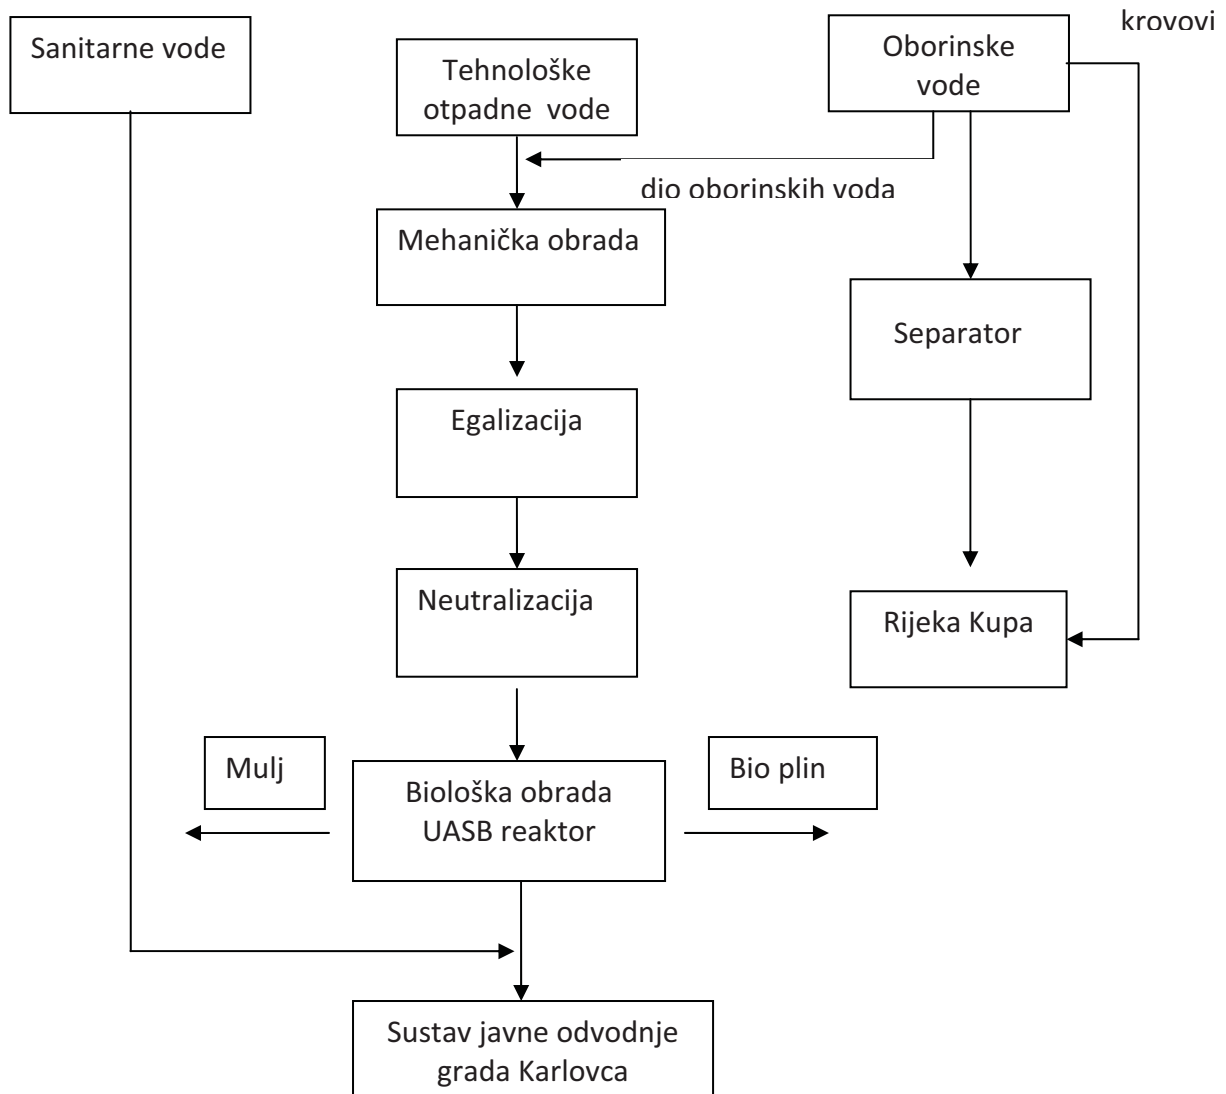 krovovi
Sanitarne vode
Tehnološke
otpadne vode
Oborinske
vode
dio oborinskih voda
Mehanička obrada
Separator
Egalizacija
Neutralizacija
Rijeka Kupa
Mulj
Bio plin
Biološka obrada
UASB reaktor
Sustav javne odvodnje
grada Karlovca